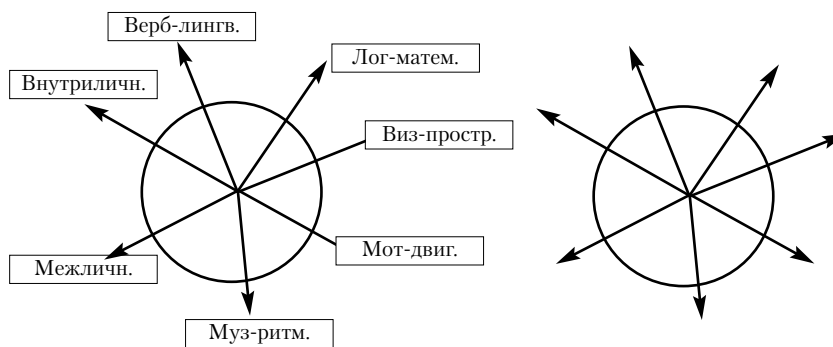 Верб-лингв.
Лог-матем.
Внутриличн.
Виз-простр.
Мот-двиг.
Межличн.
Муз-ритм.